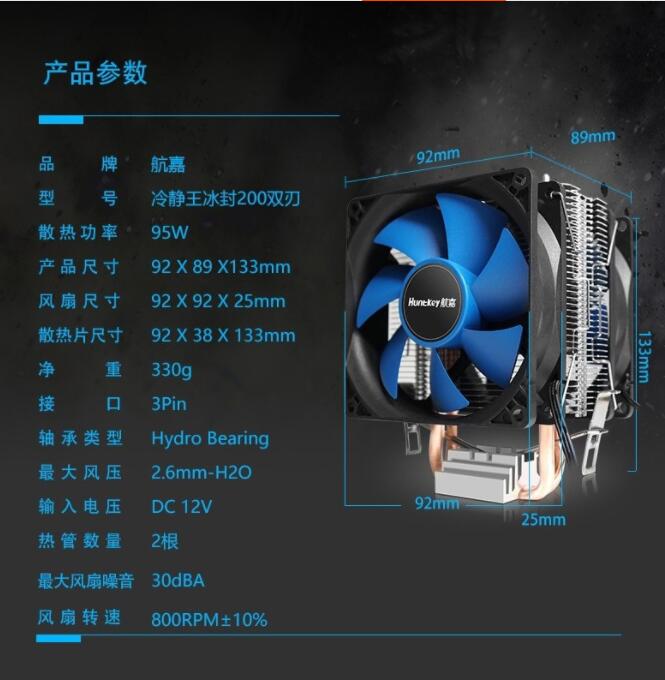 产品参数
品牌 航嘉
型号 冷静王冰封200双刃
散热功率 95W
产品尺寸 92 X 89 X133mm
风扇尺寸 92 X 92 X 25mm
散热片尺寸 92 X 38 X 133mm
净重 330g
接口 3Pin
轴承类型 Hydro Bearing
最大风压 2.6mm-H2O
输入电压 DC 12V
热管数量 2根
最大风扇噪音 30dBA
风扇转速 800RPM±10%
92mm
89mm
Huntkey航嘉
133mm
92mm
25mm